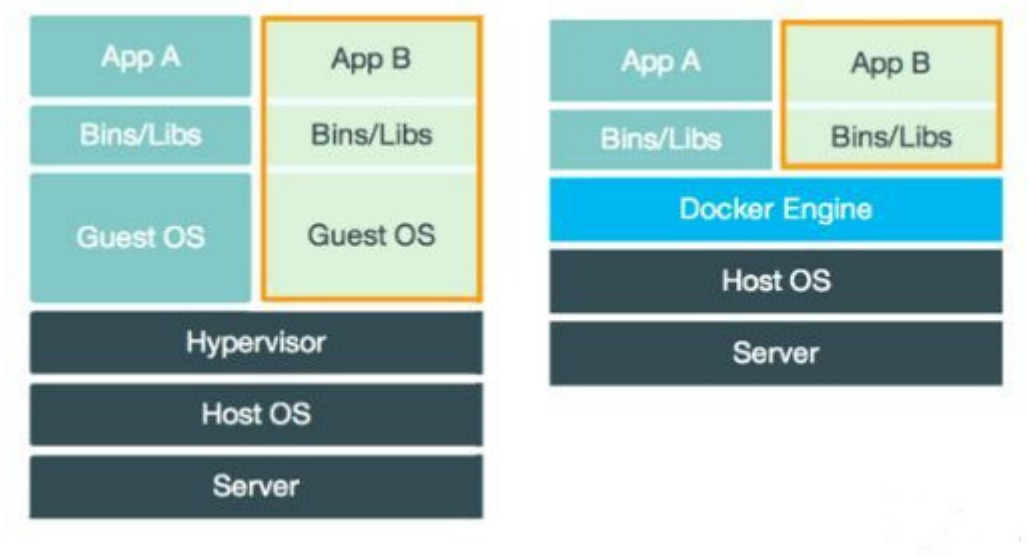 App A
App B
Bins/Libs
Bins/Libs
Guest OS
Guest OS
Hypervisor
Host OS
Server
App A
App B
Bins/Libs
Bins/Libs
Docker Engine
Host OS
Server